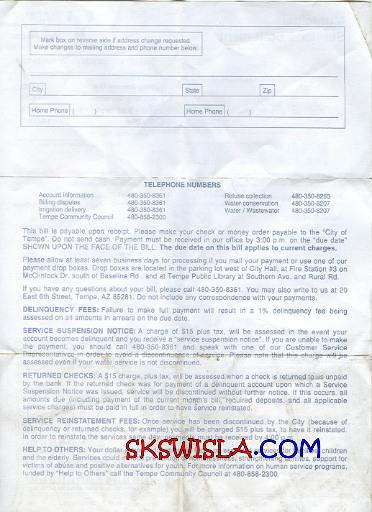 Mark box on reverse side if address change requested.
Make changes to mailing address and phone number below.
City
State
Zip
Home Phone ( )
Home Phone ( )
TELEPHONE NUMBERS
Account information 480-350-8361 Refuse collection 480-350-8265
Billing disputes 480-350-8361 Water conservation 480-350-8207
Irrigation delivery 480-350-8361 Water / Wastewater 480-350-8207
Tempe Community Council 480-858-2300
This bill is payable upon receipt. Please make your check or money order payable to the "City of
Tempe". Do not send cash. Payment must be received in our office by 3:00 p.m. on the "due date"
SHOWN UPON THE FACE OF THE BILL. The due date on this bill applies to current charges.
Please allow at least seven business days for processing if you mail your payment or use one of our
payment drop boxes. Drop boxes are located in the parking lot west of City Hall, at Fire Station #3 on
McClintock Dr. south of Baseline Rd. and at Tempe Public Library at Southern Ave. and Rural Rd.
If you have any questions about your bill, please call 480-350-8361. You may also write to us at 20
East 6th Street, Tempe, AZ 85281. Do not include any correspondence with your payments.
DELINQUENCY FEES: Failure to make full payment will result in a 1% delinquency fee being
assessed on all amounts in arrears on the due date.
SERVICE SUSPENSION NOTICE: A charge of $15 plus tax, will be assessed in the event your
account becomes delinquent and you receive a "service suspension notice". If you are unable to make
the payment, you should call 480-350-8361 and speak with one of our Customer Service
Representatives in order to avoid a discontinuance of service. Please note that this charge will be
assessed even if your water service is not discontinued.
RETURNED CHECKS: A $15 charge, plus tax, will be assessed when a check is returned to us unpaid
by the bank. If the returned check was for payment of a delinquent account upon which a Service
Suspension Notice was issued, service will be discontinued without further notice. If this occurs, all
amounts due (including payment of the current month's bill, required deposits, and all applicable
service charges) must be paid in full in order to have service reinstated.
SERVICE REINSTATEMENT FEES: Once service has been discontinued by the City (because of
delinquency or returned checks, for example) you will be charged $15 plus tax, to have it reinstated.
In order to reinstate the services same day, payments must be received by 4:00 p.m.
HELP TO OTHERS: Your dollar children
and the elderly. Services could support for
victims of abuse and positive alternatives for youth. For more information on human service programs,
funded by "Help to Others" call the Tempe Community Council at 480-858-2300.
SKSWISLA.COM